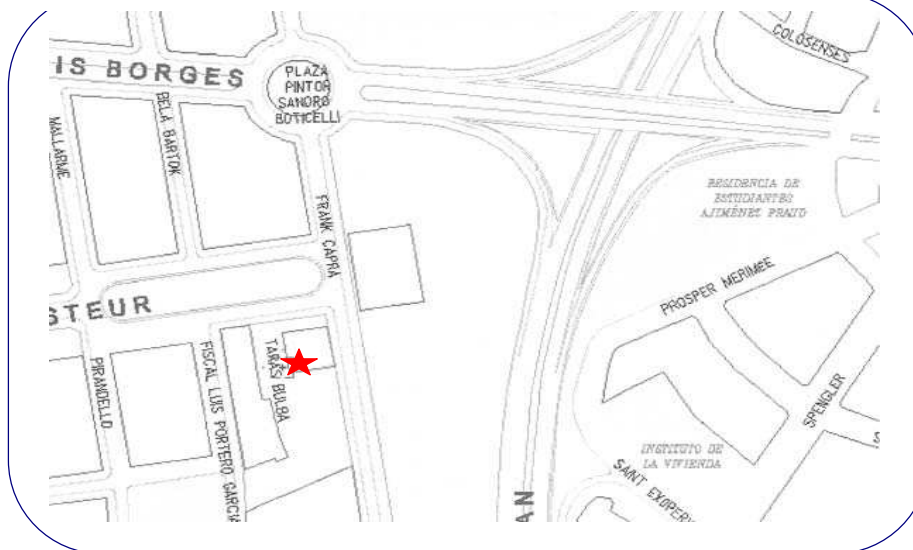 COLOSENSES
IS BORGES
PLAZA
PINTOR
SANDRO
BOTICELLI
BELA BARTOK
MALLARME
RESIDENCIA DE
ESTUDIANTES
FRANK CAPRA
PROSPER MERIMEE
STEUR
TARAS BULBA
FISCAL LUIS PORTERO GARCIA
PIRANDELLO
SPENGLER
S
INSTITUTO DE
LA VIVIENDA
SAINT EXOPERY
AN